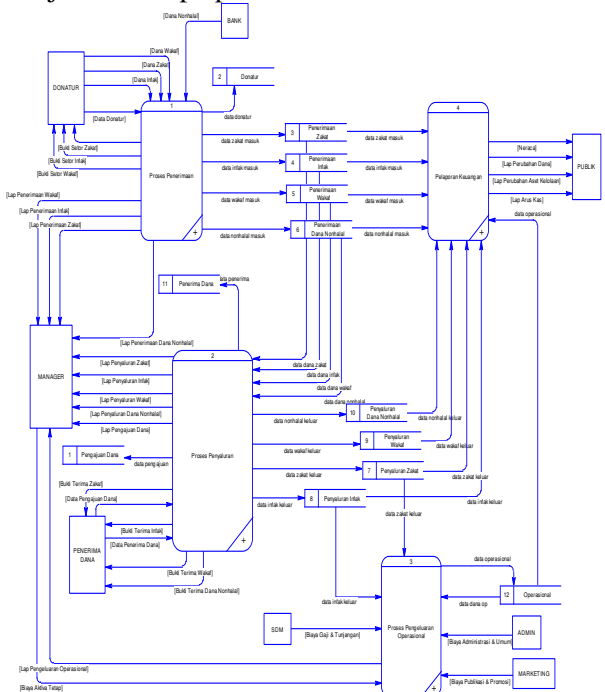 [Dana Nonhalal]
BANK
[Dana Wakaf]
[Dana Zakat]
[Dana Infak]
DONATUR
[Data Donatur]
2 Donatur
data donatur
1
Proses Penerimaan
[Bukti Setor Zakat]
[Bukti Setor Infak]
[Bukti Setor Wakaf]
data zakat masuk
3 Penerimaan
Zakat
data zakat masuk
data infak masuk
4 Penerimaan
Infak
data infak masuk
data wakaf masuk
5 Penerimaan
Wakaf
data wakaf masuk
data nonhalal masuk
6 Penerimaan
Dana Nonhalal
data nonhalal masuk
4
Pelaporan Keuangan
[Neraca]
[Lap Perubahan Dana]
[Lap Perubahan Aset Kelolaan]
[Lap Arus Kas]
PUBLIK
data operasional
[Lap Penerimaan Wakaf]
[Lap Penerimaan Infak]
[Lap Penerimaan Zakat]
+
+
11 Penerima Dana
ata penerima
[Lap Penerimaan Dana Nonhalal]
MANAGER
[Lap Penyaluran Zakat]
[Lap Penyaluran Infak]
[Lap Penyaluran Wakaf]
[Lap Penyaluran Dana Nonhalal]
[Lap Pengajuan Dana]
2
Proses Penyaluran
data dana zakat
data dana infak
data dana wakaf
data dana nonhalal
data nonhalal keluar
10 Penyaluran
Dana Nonhalal
data nonhalal keluar
data wakaf keluar
9 Penyaluran
Wakaf
data wakaf keluar
data zakat keluar
7 Penyaluran Zakat
data zakat keluar
data infak keluar
8 Penyaluran Infak
data infak keluar
1 Pengajuan Dana
data pengajuan
[Bukti Terima Zakat]
[Data Pengajuan Dana]
[Bukti Terima Infak]
[Data Penerima Dana]
PENERIMA
DANA
[Bukti Terima Wakaf]
[Bukti Terima Dana Nonhalal]
+
data zakat keluar
data infak keluar
3
Proses Pengeluaran
Operasional
data operasional
12 Operasional
data dana op
SDM
[Biaya Gaji & Tunjangan]
ADMIN
[Biaya Administrasi & Umum]
MARKETING
[Biaya Publikasi & Promosi]
[Lap Pengeluaran Operasional]
[Biaya Aktiva Tetap]
+